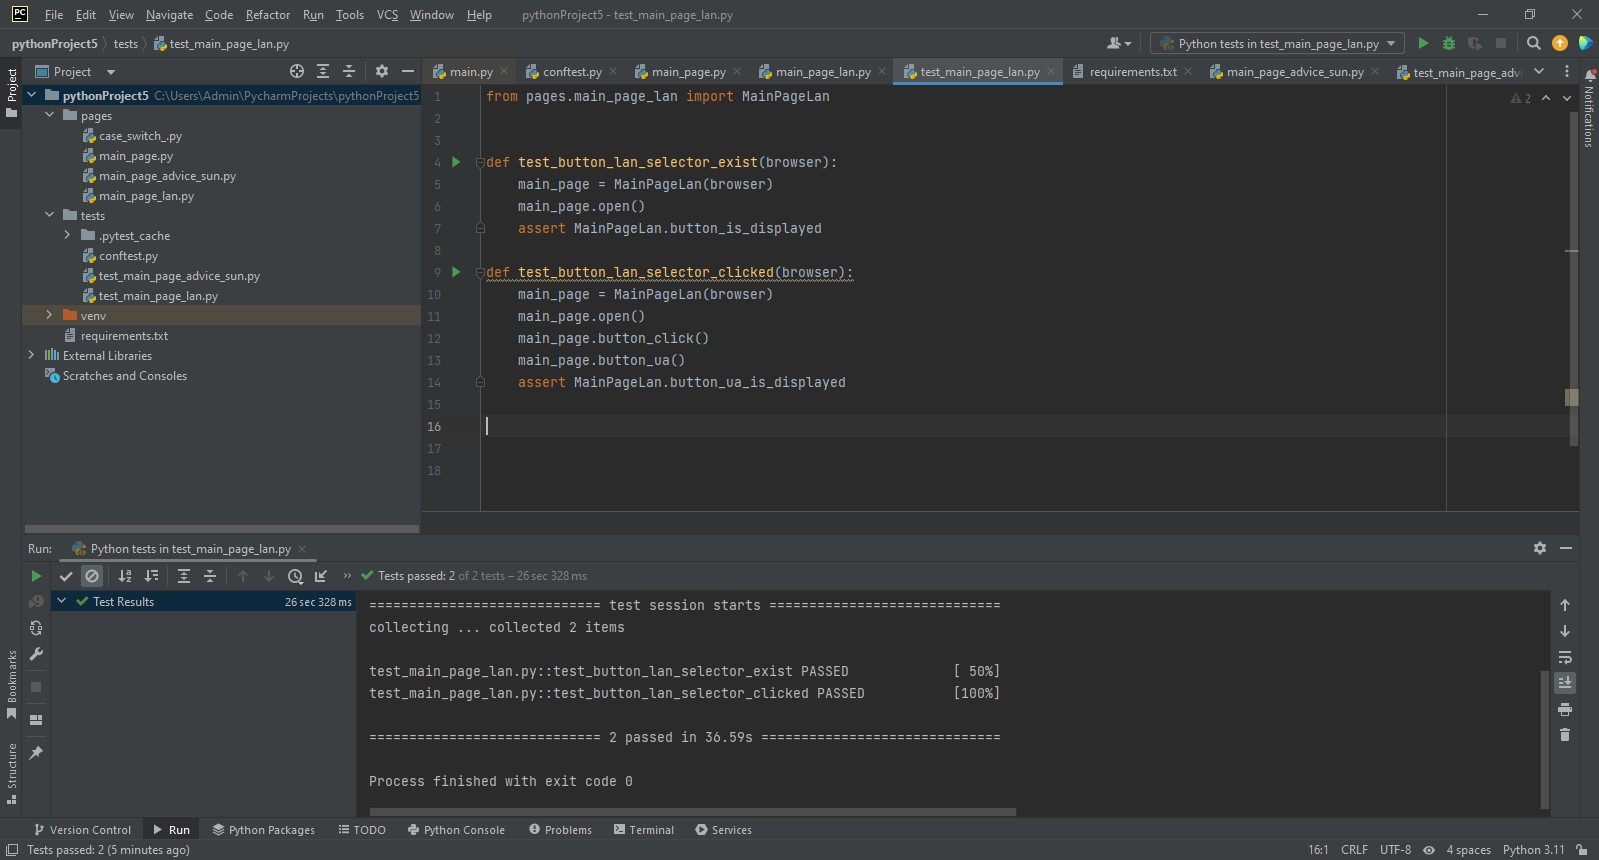 PC File Edit View Navigate Code Refactor Run Tools VCS Window Help pythonProject5 - test_main_page_lan.py
pythonProject5 tests test_main_page_lan.py Python tests in test_main_page_lan.py
Project main.py conftest.py main_page.py main_page_lan.py test_main_page_lan.py requirements.txt main_page_advice_sun.py test_main_page_advi
Project
pythonProject5 C:\Users\Admin\PycharmProjects\pythonProject5
pages
case_switch_.py
main_page.py
main_page_advice_sun.py
main_page_lan.py
tests
.pytest_cache
conftest.py
test_main_page_advice_sun.py
test_main_page_lan.py
venv
requirements.txt
External Libraries
Scratches and Consoles
1 from pages.main_page_lan import MainPageLan
2
3
4 def test_button_lan_selector_exist(browser):
5 main_page = MainPageLan(browser)
6 main_page.open()
7 assert MainPageLan.button_is_displayed
8
9 def test_button_lan_selector_clicked(browser):
10 main_page = MainPageLan(browser)
11 main_page.open()
12 main_page.button_click()
13 main_page.button_ua()
14 assert MainPageLan.button_ua_is_displayed
15
16
17
18
2
Notifications
Run: Python tests in test_main_page_lan.py
Tests passed: 2 of 2 tests – 26 sec 328 ms
Test Results 26 sec 328 ms
============================= test session starts =============================
collecting ... collected 2 items
test_main_page_lan.py::test_button_lan_selector_exist PASSED [ 50%]
test_main_page_lan.py::test_button_lan_selector_clicked PASSED [100%]
============================= 2 passed in 36.59s ==============================
Process finished with exit code 0
Bookmarks
Structure
Version Control Run Python Packages TODO Python Console Problems Terminal Services
Tests passed: 2 (5 minutes ago) 16:1 CRLF UTF-8 4 spaces Python 3.11